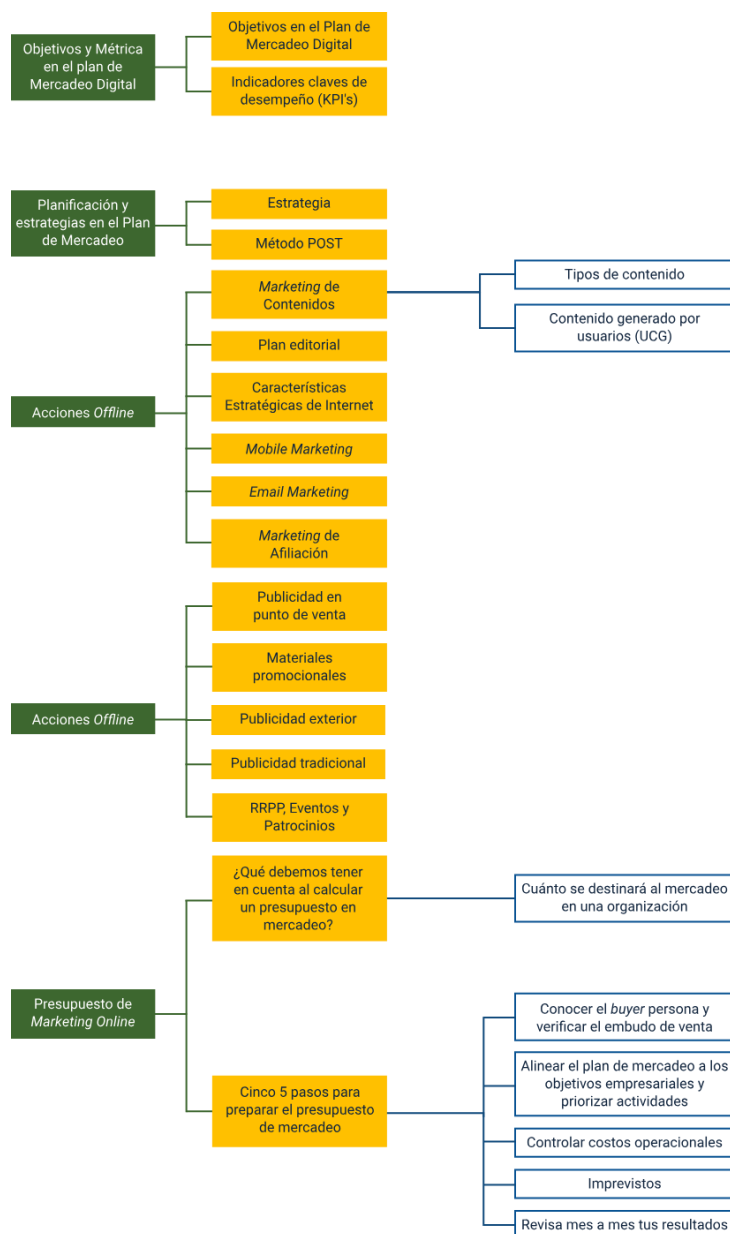 Objetivos y Métrica
en el plan de
Mercadeo Digital
Objetivos en el Plan de
Mercadeo Digital
Indicadores claves de
desempeño (KPI's)
Planificación y
estrategias en el Plan
de Mercadeo
Estrategia
Método POST
Acciones Offline
Marketing de
Contenidos
Tipos de contenido
Contenido generado por
usuarios (UCG)
Plan editorial
Características
Estratégicas de Internet
Mobile Marketing
Email Marketing
Marketing de
Afiliación
Acciones Offline
Publicidad en
punto de venta
Materiales
promocionales
Publicidad exterior
Publicidad tradicional
RRPP, Eventos y
Patrocinios
Presupuesto de
Marketing Online
¿Qué debemos tener
en cuenta al calcular
un presupuesto en
mercadeo?
Cuánto se destinará al mercadeo
en una organización
Cinco 5 pasos para
preparar el presupuesto
de mercadeo
Conocer el buyer persona y
verificar el embudo de venta
Alinear el plan de mercadeo a los
objetivos empresariales y
priorizar actividades
Controlar costos operacionales
Imprevistos
Revisa mes a mes tus resultados